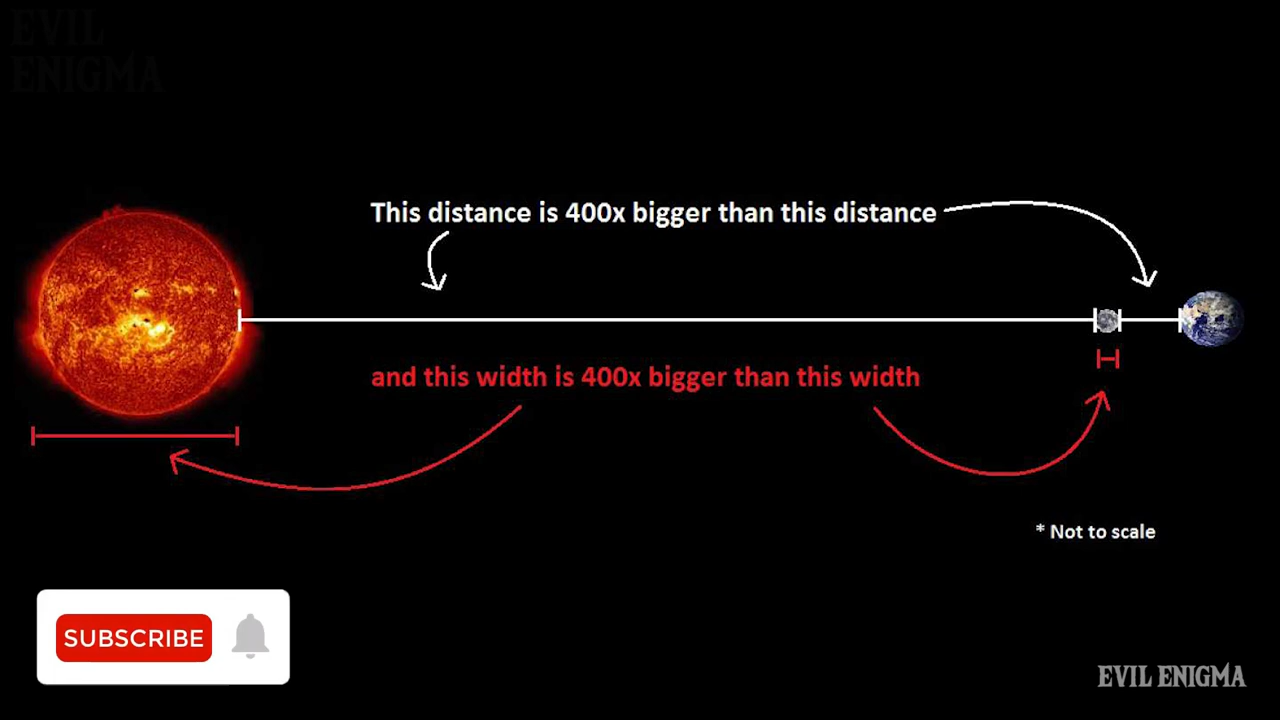 EVIL
ENIGMA
This distance is 400x bigger than this distance
and this width is 400x bigger than this width
* Not to scale
SUBSCRIBE
EVIL ENIGMA